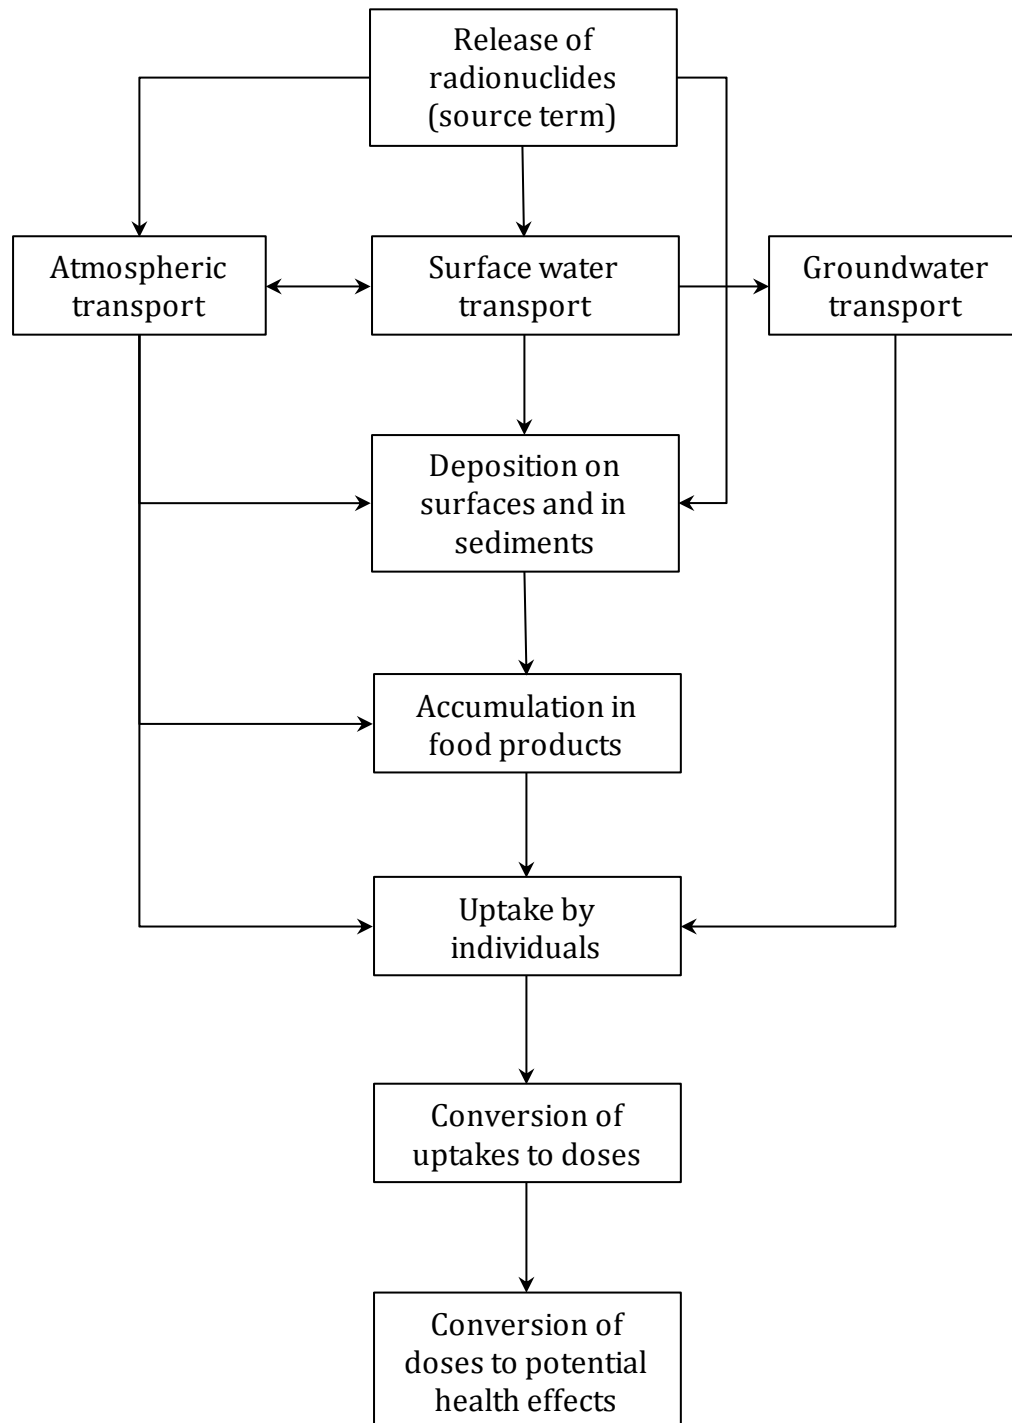 Release of
radionuclides
(source term)
Atmospheric
transport
Surface water
transport
Groundwater
transport
Deposition on
surfaces and in
sediments
Accumulation in
food products
Uptake by
individuals
Conversion of
uptakes to doses
Conversion of
doses to potential
health effects